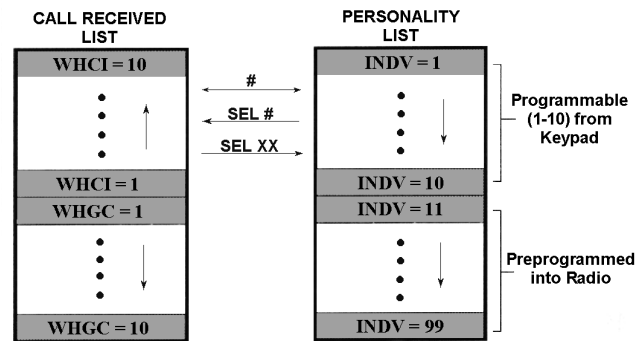 CALL RECEIVED
LIST
WHCI = 10
WHCI = 1
WHGC = 1
WHGC = 10
#
SEL #
SEL XX
PERSONALITY
LIST
INDV = 1
INDV = 10
INDV = 11
INDV = 99
Programmable
(1-10) from
Keypad
Preprogrammed
into Radio